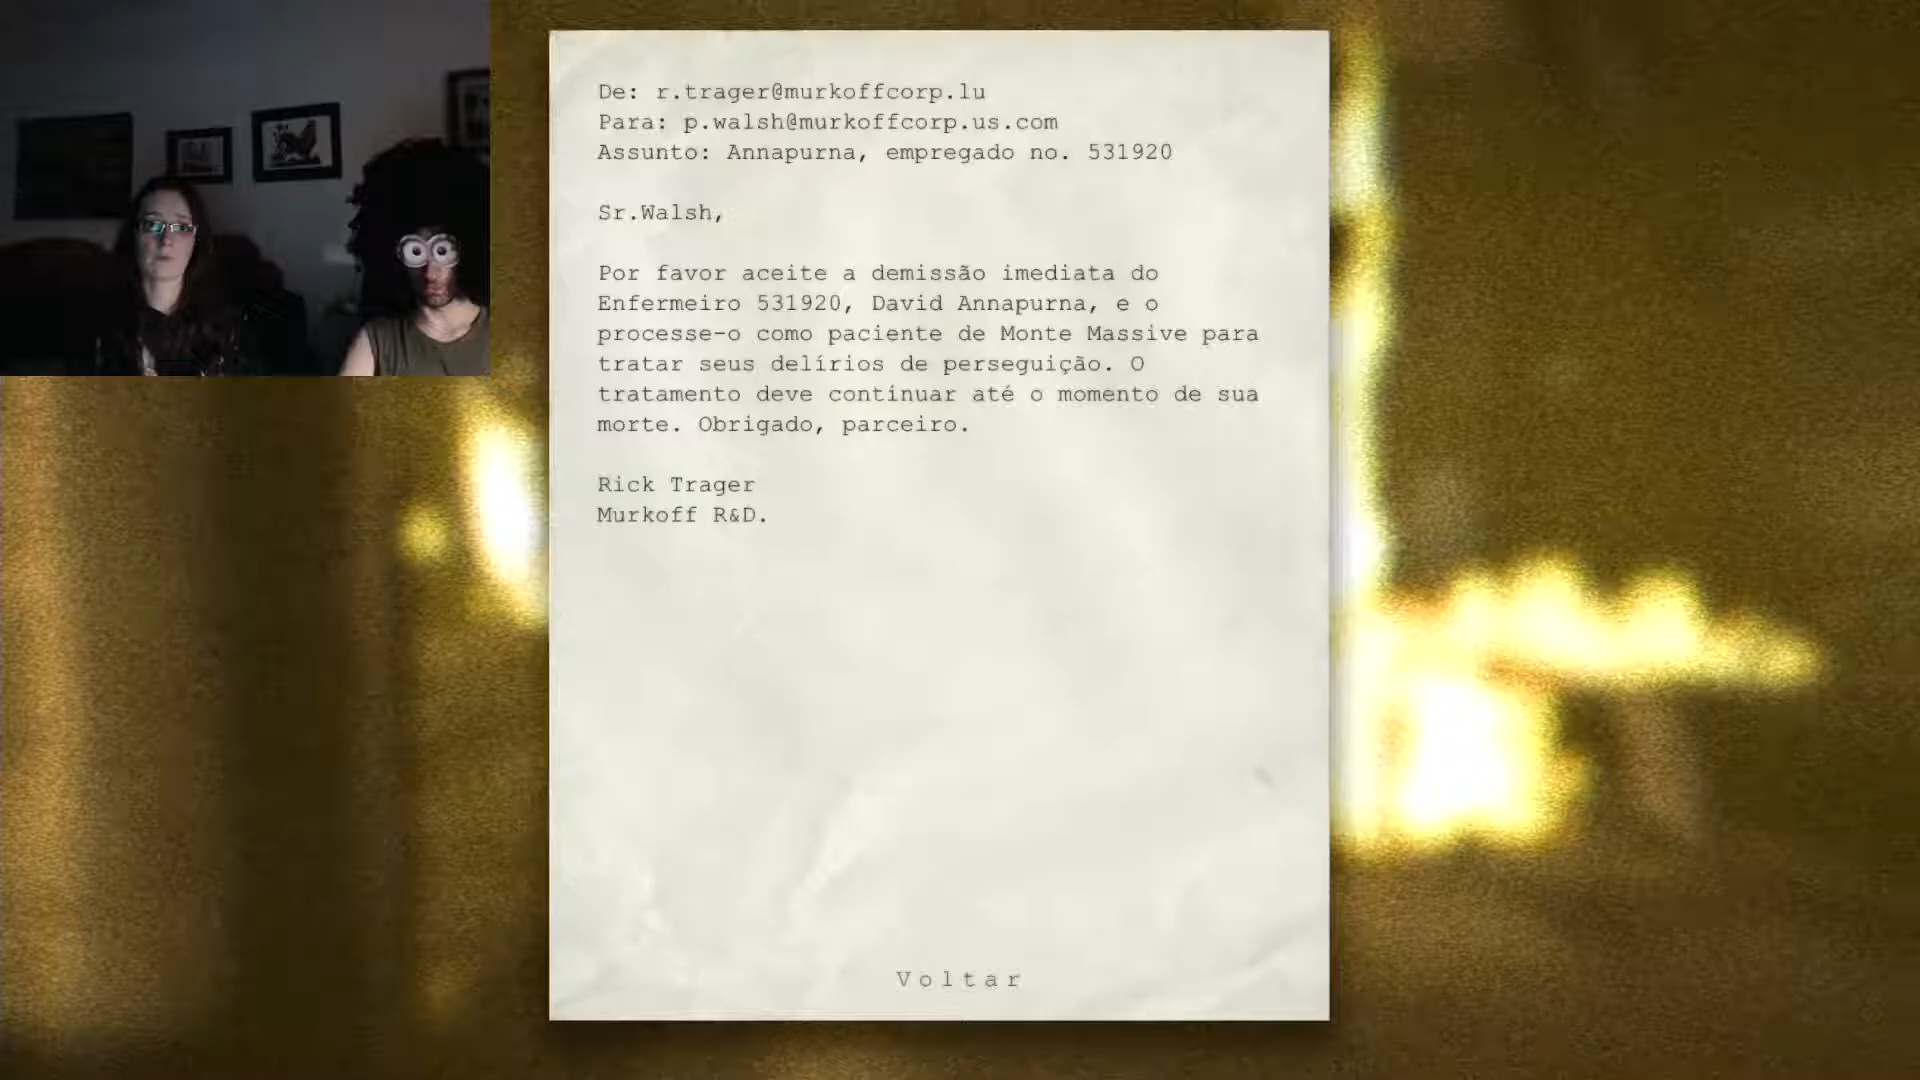 De: r.trager@murkoffcorp.lu
Para: p.walsh@murkoffcorp.us.com
Assunto: Annapurna, empregado no. 531920
Sr.Walsh,
Por favor aceite a demissão imediata do
Enfermeiro 531920, David Annapurna, e o
processe-o como paciente de Monte Massive para
tratar seus delírios de perseguição. O
tratamento deve continuar até o momento de sua
morte. Obrigado, parceiro.
Rick Trager
Murkoff R&D.
Voltar